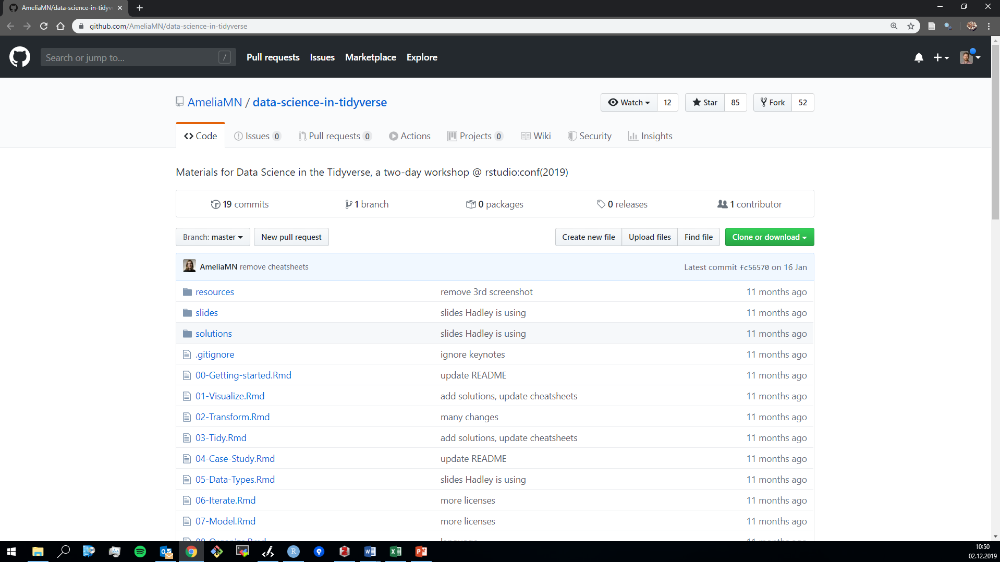 AmeliaMN/data-science-in-tidyv
github.com/AmeliaMN/data-science-in-tidyverse
Search or jump to... /
Pull requests Issues Marketplace Explore
AmeliaMN / data-science-in-tidyverse
Watch 12 Star 85 Fork 52
Code Issues 0 Pull requests 0 Actions Projects 0 Wiki Security Insights
Materials for Data Science in the Tidyverse, a two-day workshop @ rstudio:conf(2019)
19 commits 1 branch 0 packages 0 releases 1 contributor
Branch: master New pull request Create new file Upload files Find file Clone or download
AmeliaMN remove cheatsheets Latest commit fc56570 on 16 Jan
resources remove 3rd screenshot 11 months ago
slides slides Hadley is using 11 months ago
solutions slides Hadley is using 11 months ago
.gitignore ignore keynotes 11 months ago
00-Getting-started.Rmd update README 11 months ago
01-Visualize.Rmd add solutions, update cheatsheets 11 months ago
02-Transform.Rmd many changes 11 months ago
03-Tidy.Rmd add solutions, update cheatsheets 11 months ago
04-Case-Study.Rmd update README 11 months ago
05-Data-Types.Rmd slides Hadley is using 11 months ago
06-Iterate.Rmd more licenses 11 months ago
07-Model.Rmd more licenses 11 months ago
08-Organize.Rmd language 11 months ago
10:50
02.12.2019